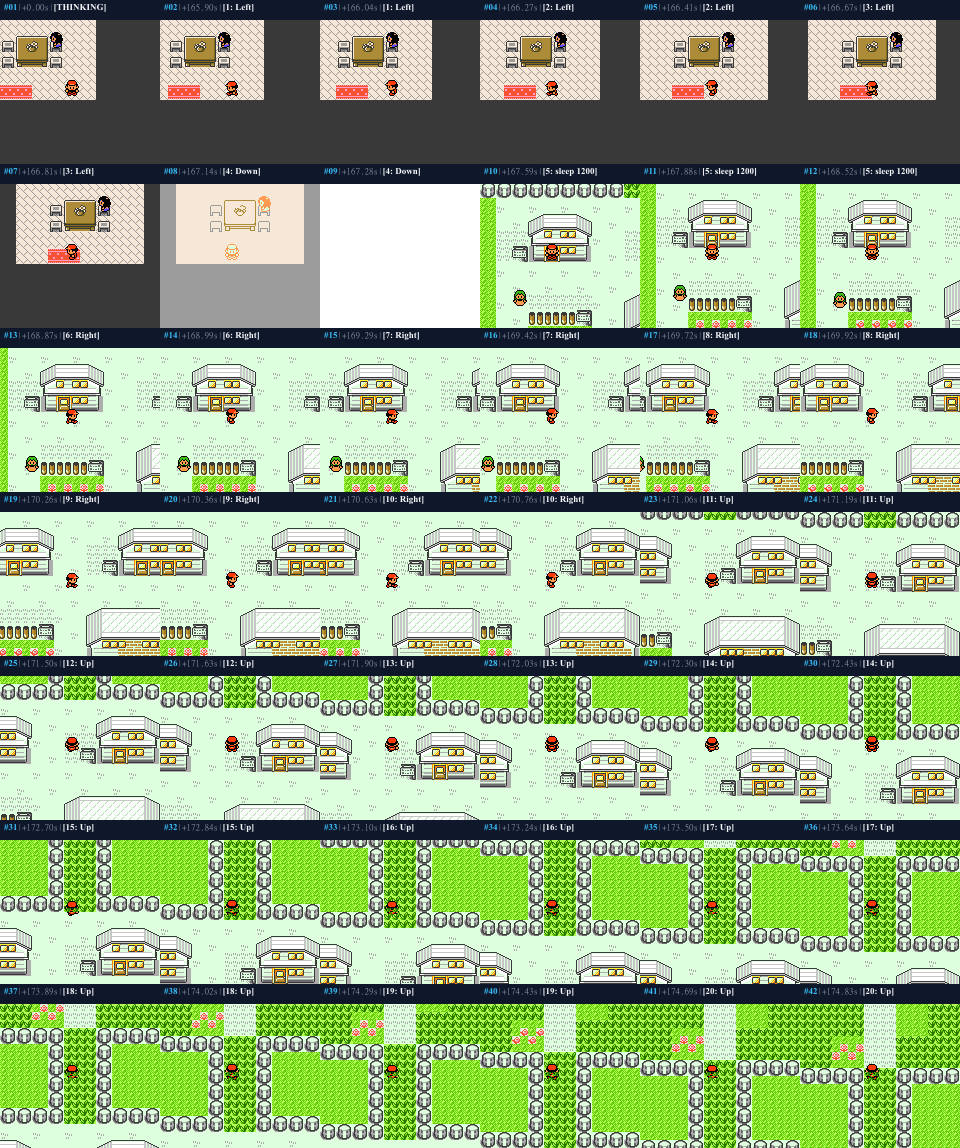 #01 | +0.00s | [THINKING]
#02 | +165.90s | [1: Left]
#03 | +166.04s | [1: Left]
#04 | +166.27s | [2: Left]
#05 | +166.41s | [2: Left]
#06 | +166.67s | [3: Left]
#07 | +166.81s | [3: Left]
#08 | +167.14s | [4: Down]
#09 | +167.28s | [4: Down]
#10 | +167.59s | [5: sleep 1200]
#11 | +167.88s | [5: sleep 1200]
#12 | +168.52s | [5: sleep 1200]
#13 | +168.87s | [6: Right]
#14 | +168.99s | [6: Right]
#15 | +169.29s | [7: Right]
#16 | +169.42s | [7: Right]
#17 | +169.72s | [8: Right]
#18 | +169.92s | [8: Right]
#19 | +170.26s | [9: Right]
#20 | +170.36s | [9: Right]
#21 | +170.63s | [10: Right]
#22 | +170.76s | [10: Right]
#23 | +171.06s | [11: Up]
#24 | +171.19s | [11: Up]
#25 | +171.50s | [12: Up]
#26 | +171.63s | [12: Up]
#27 | +171.90s | [13: Up]
#28 | +172.03s | [13: Up]
#29 | +172.30s | [14: Up]
#30 | +172.43s | [14: Up]
#31 | +172.70s | [15: Up]
#32 | +172.84s | [15: Up]
#33 | +173.10s | [16: Up]
#34 | +173.24s | [16: Up]
#35 | +173.50s | [17: Up]
#36 | +173.64s | [17: Up]
#37 | +173.89s | [18: Up]
#38 | +174.02s | [18: Up]
#39 | +174.29s | [19: Up]
#40 | +174.43s | [19: Up]
#41 | +174.69s | [20: Up]
#42 | +174.83s | [20: Up]